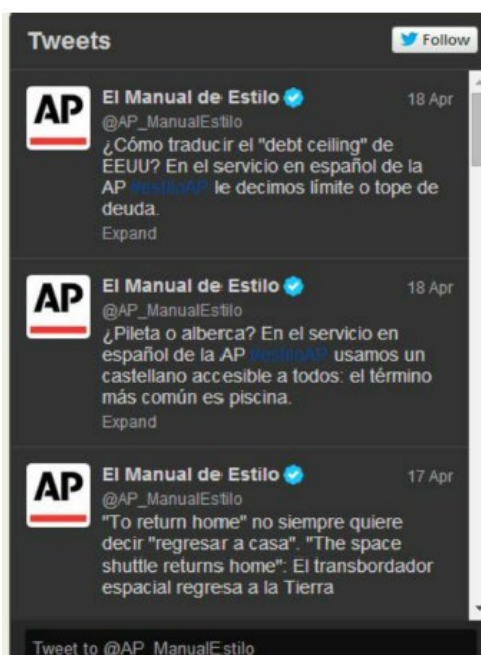 Tweets
Follow
AP
El Manual de Estilo
18 Apr
@AP_ManualEstilo
¿Cómo traducir el "debt ceiling" de
EEUU? En el servicio en español de la
AP #estiloAP le decimos límite o tope de
deuda.
Expand
AP
El Manual de Estilo
18 Apr
@AP_ManualEstilo
¿Pileta o alberca? En el servicio en
español de la AP #estiloAP usamos un
castellano accesible a todos: el término
más común es piscina.
Expand
AP
El Manual de Estilo
17 Apr
@AP_ManualEstilo
"To return home" no siempre quiere
decir "regresar a casa". "The space
shuttle returns home": El transbordador
espacial regresa a la Tierra
Tweet to @AP_ManualEstilo